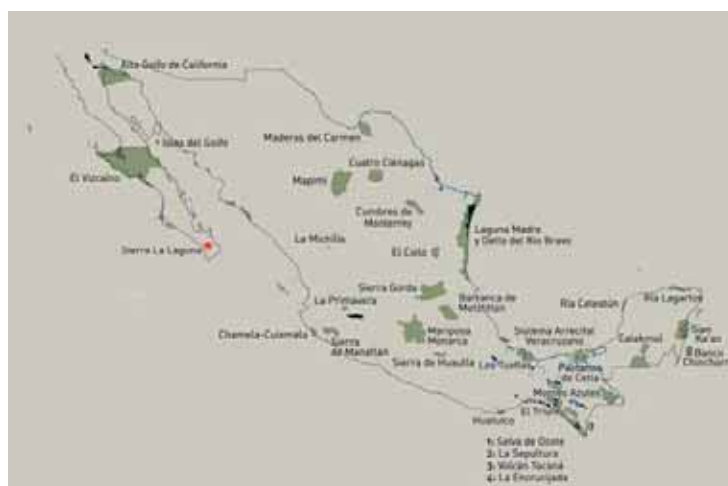 Alto Golfo de California
Islas del Golfo
Maderas del Carmen
Cuatro Ciénagas
El Vizcaíno
Mapimí
Cumbres de
Monterrey
Laguna Madre
y Delta del Río Bravo
La Michilia
El Cielo
Sierra La Laguna
Sierra Gorda
Barranca de
Metztitlán
La Primavera
Ría Celestún
Ría Lagartos
Chamela-Cuixmala
Sierra
de Manatlán
Mariposa
Monarca
Sistema Arrecifal
Veracruzano
Calakmul
Sian
Ka'an
Banco
Chinchorro
Sierra de Huautla
Los Tuxtlas
Pantanos
de Centla
Montes Azules
El Triunfo
Huatulco
1: Selva de Ocote
2: La Sepultura
3: Volcán Tacaná
4: La Encrucijada